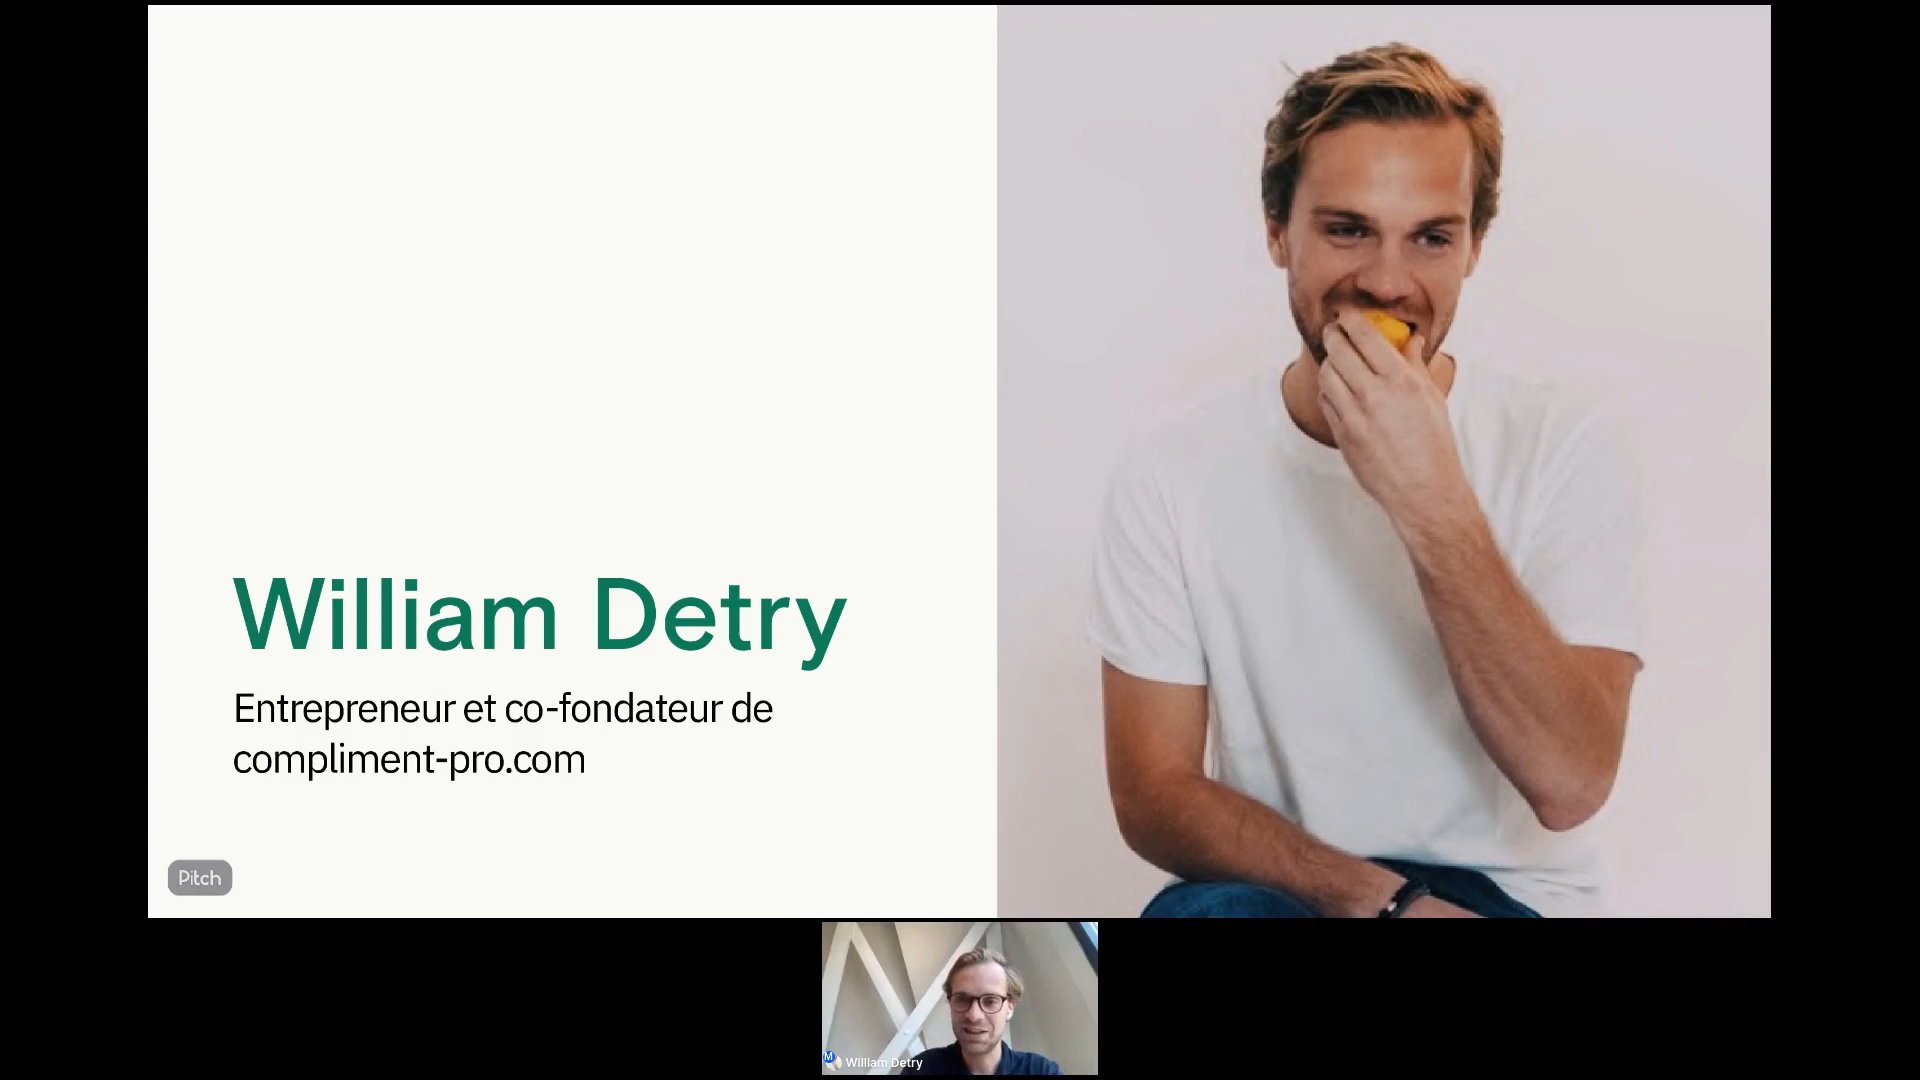 William Detry
Entrepreneur et co-fondateur de
compliment-pro.com
Pitch
M
William Detry